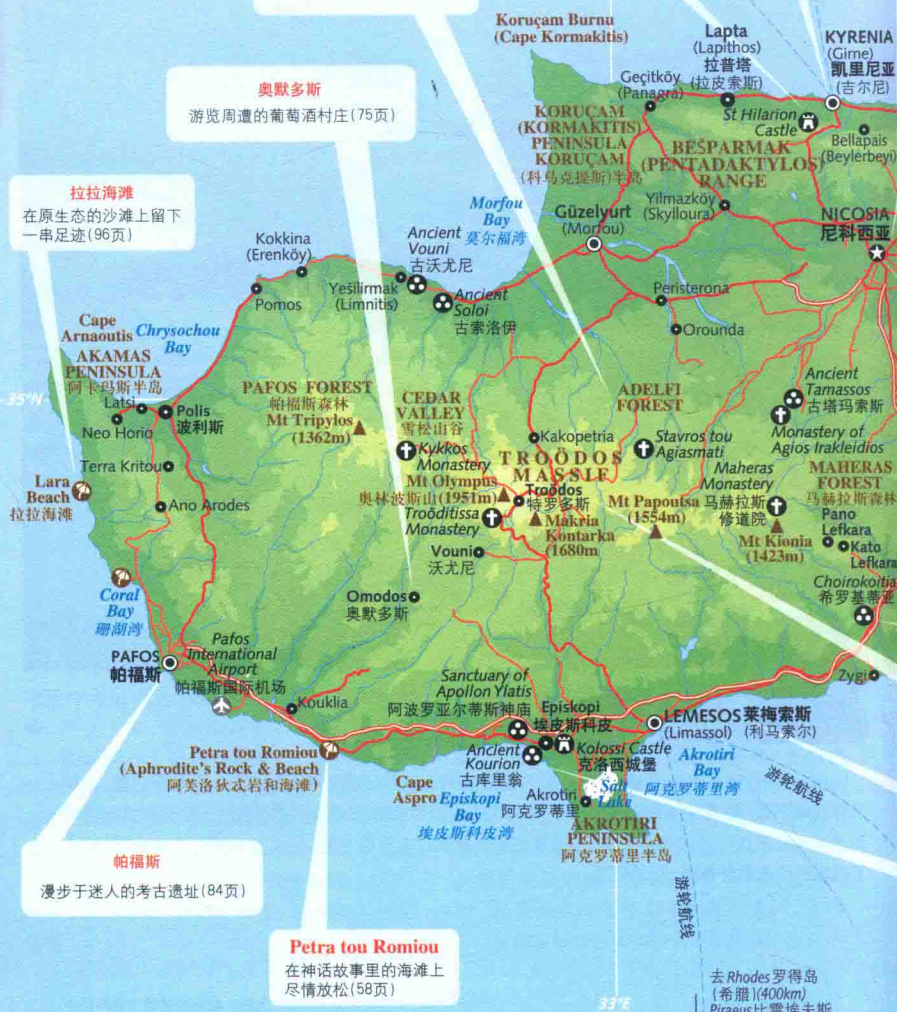 Koruçam Burnu
(Cape Kormakitis)
Lapta
(Lapithos)
拉普塔
(拉皮索斯)
KYRENIA
(Girne)
凯里尼亚
(吉尔尼)
Geçitköy
(Panagra)
奥默多斯
游览周遭的葡萄酒村庄(75页)
KORUÇAM
(KORMAKITIS)
PENINSULA
KORUÇAM
(科乌克提斯)半岛
St Hilarion
Castle
Bellapais
(Beylerbeyi)
BEŠPARMAK
(PENTADAKTYLOS)
RANGE
拉拉海滩
在原生态的沙滩上留下
一串足迹(96页)
Morfou
Bay
莫尔福湾
Güzelyurt
(Morfou)
Yilmazköy
(Skylloura)
NICOSIA
尼科西亚
Kokkina
(Erenköy)
Ancient
Vouni
古沃尤尼
Yešilirmak
(Limnitis)
Pomos
Ancient
Soloi
古索洛伊
Peristerona
Orounda
Cape
Arnaoutis
Chrysochou
Bay
AKAMAS
PENINSULA
阿卡玛斯半岛
35°N
Latsi
Polis
波利斯
Neo Horio
PAFOS FOREST
帕福斯森林
Mt Tripylos
(1362m)
CEDAR
VALLEY
雪松山谷
Kykkos
Monastery
ADELFI
FOREST
Ancient
Tamassos
古塔玛索斯
Monastery of
Agios Irakleidios
Kakopetria
Stavros tou
Agiasmati
TROÖDOS
MASSIF
Terra Kritou
Lara
Beach
拉拉海滩
Ano Arodes
Mt Olympus
奥林波斯山(1951m)
Troödos
特罗多斯
Troöditissa
Monastery
Makria
Kontarka
(1680m
Mt Papoutsa
(1554m)
Maheras
Monastery
马赫拉斯
修道院
MAHERAS
FOREST
马赫拉斯森林
Mt Kionia
(1423m)
Pano
Lefkara
Kato
Lefkara
Vouni
沃尤尼
Choirokoitia
希罗基蒂亚
Coral
Bay
珊湖湾
Omodos
奥默多斯
PAFOS
帕福斯
Pafos
International
Airport
帕福斯国际机场
Kouklia
Sanctuary of
Apollon Ylatis
阿波罗亚尔蒂斯神庙
Episkopi
埃皮斯科皮
Zygi
LEMESOS 莱梅索斯
(Limassol) (利马索尔)
Petra tou Romiou
(Aphrodite's Rock & Beach
阿芙洛狄忒岩和海滩)
Ancient
Kourion
古库里翁
Kolossi Castle
克洛西城堡
Cape
Aspro
Episkopi
Bay
埃皮斯科皮湾
Akrotiri
阿克罗蒂里
Salt
Lake
Akrotiri
Bay
阿克罗蒂里湾
游轮航线
AKROTIRI
PENINSULA
阿克罗蒂里半岛
帕福斯
漫步于迷人的考古遗址(84页)
游轮航线
Petra tou Romiou
在神话故事里的海滩上
尽情放松(58页)
33°E
去Rhodes罗得岛
(希腊)(400km)
Piraeus比雷埃夫斯